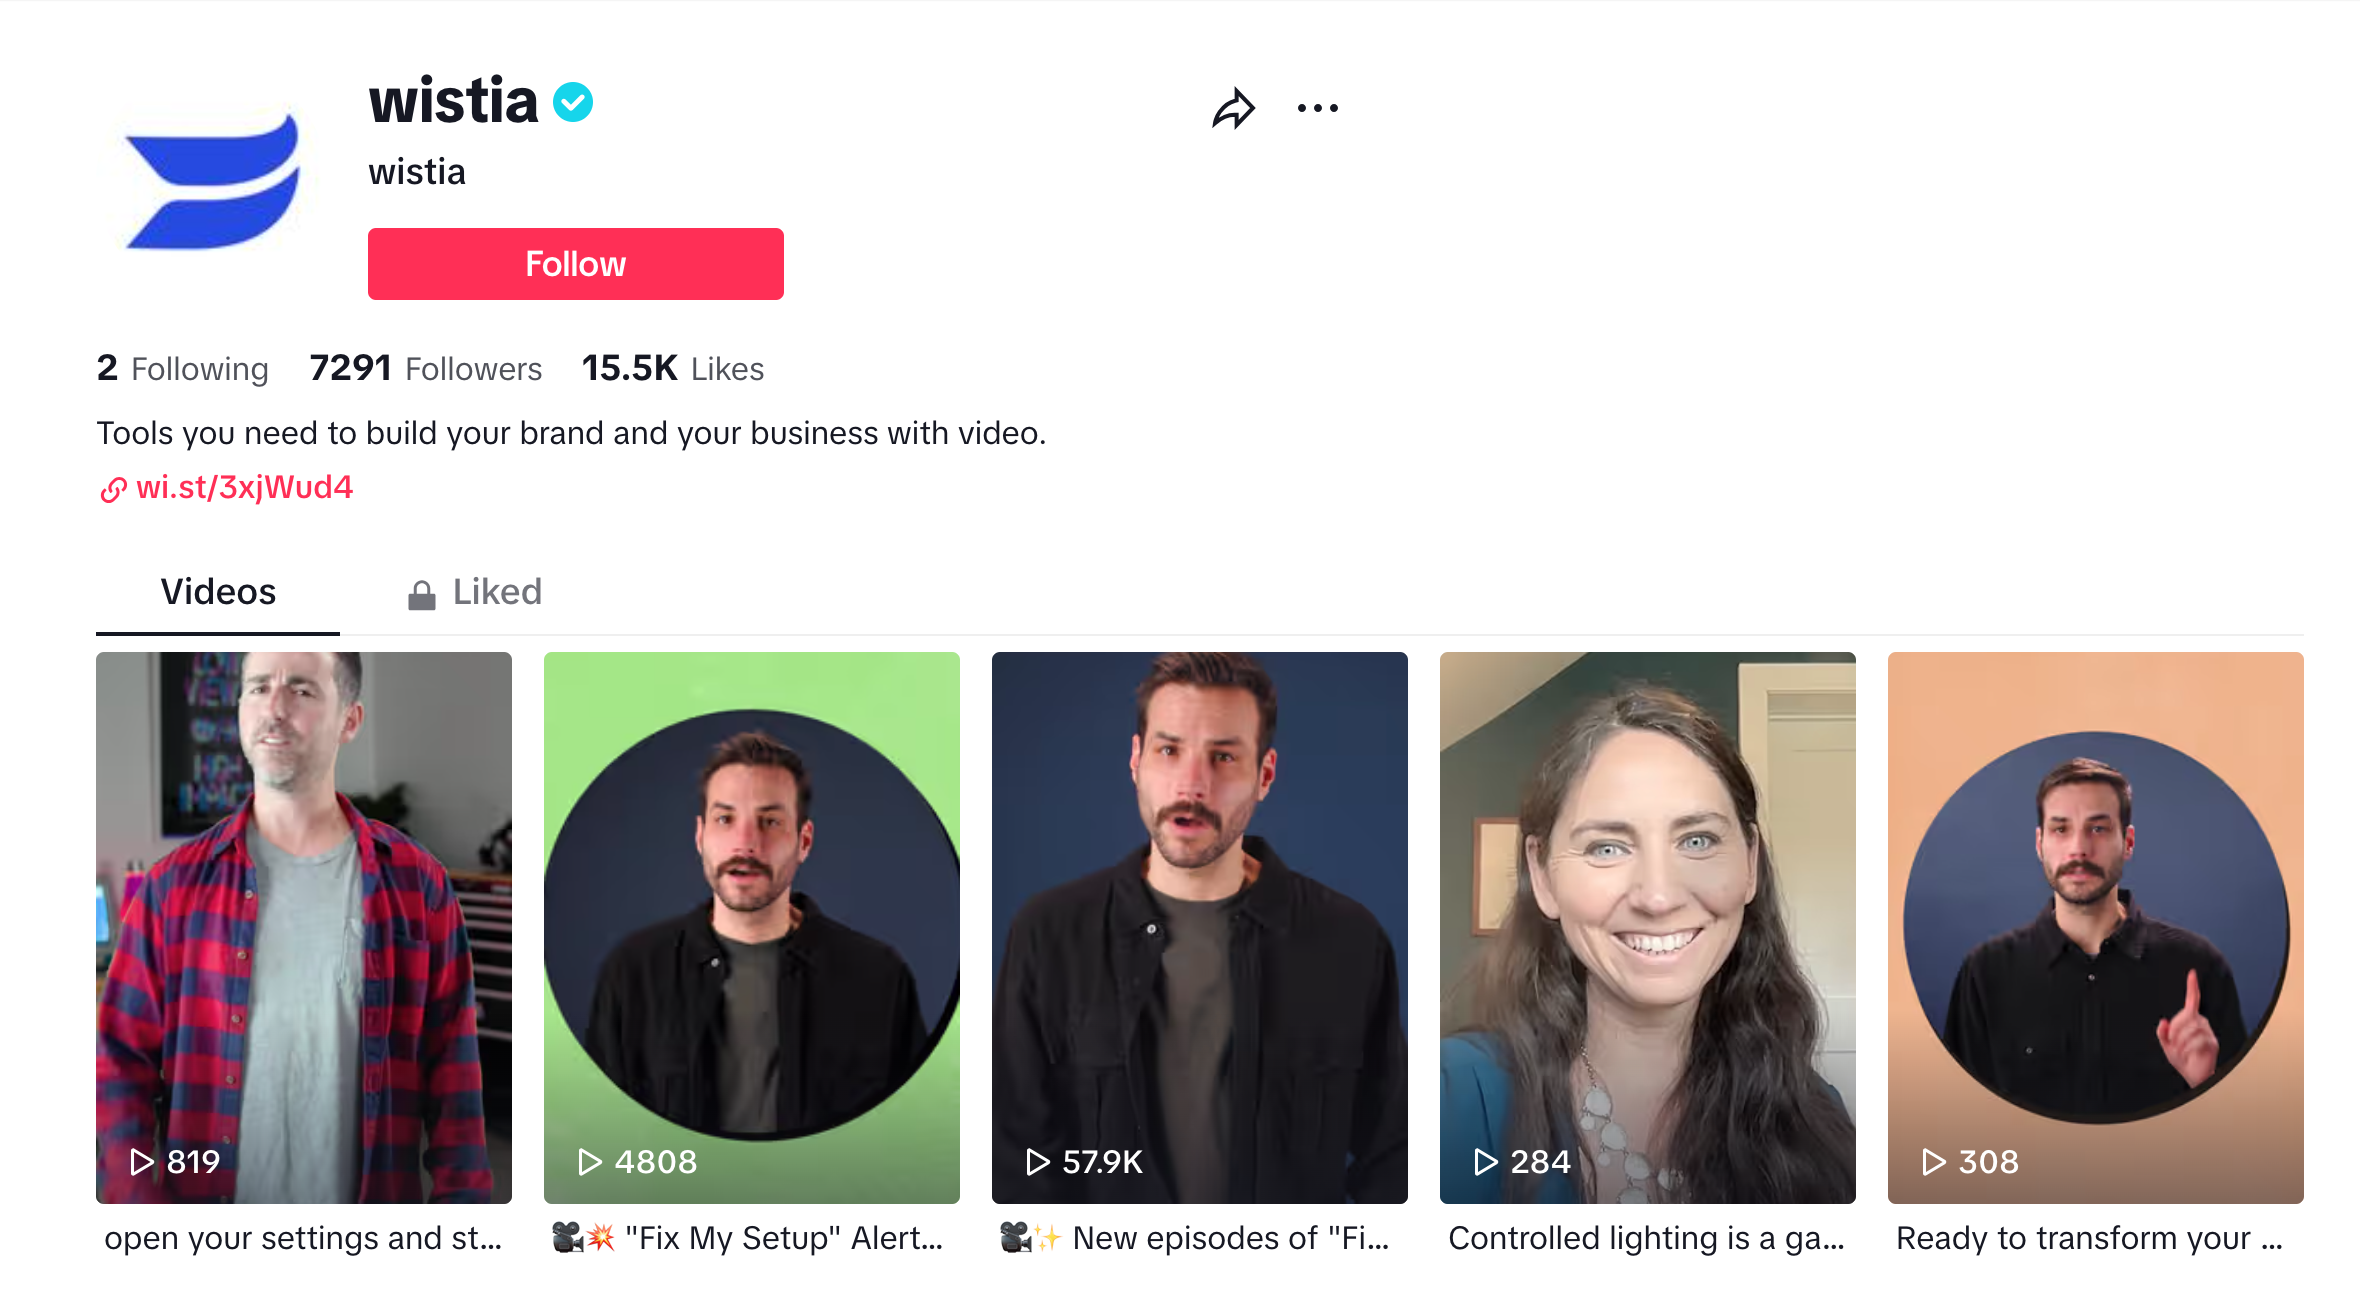 wistia
wistia
Follow
2 Following 7291 Followers 15.5K Likes
Tools you need to build your brand and your business with video.
wi.st/3xjWud4
Videos Liked
819 4808 57.9K 284 308
open your settings and st...
🎥💥 "Fix My Setup" Alert...
🎥✨ New episodes of "Fi...
Controlled lighting is a ga...
Ready to transform your ...